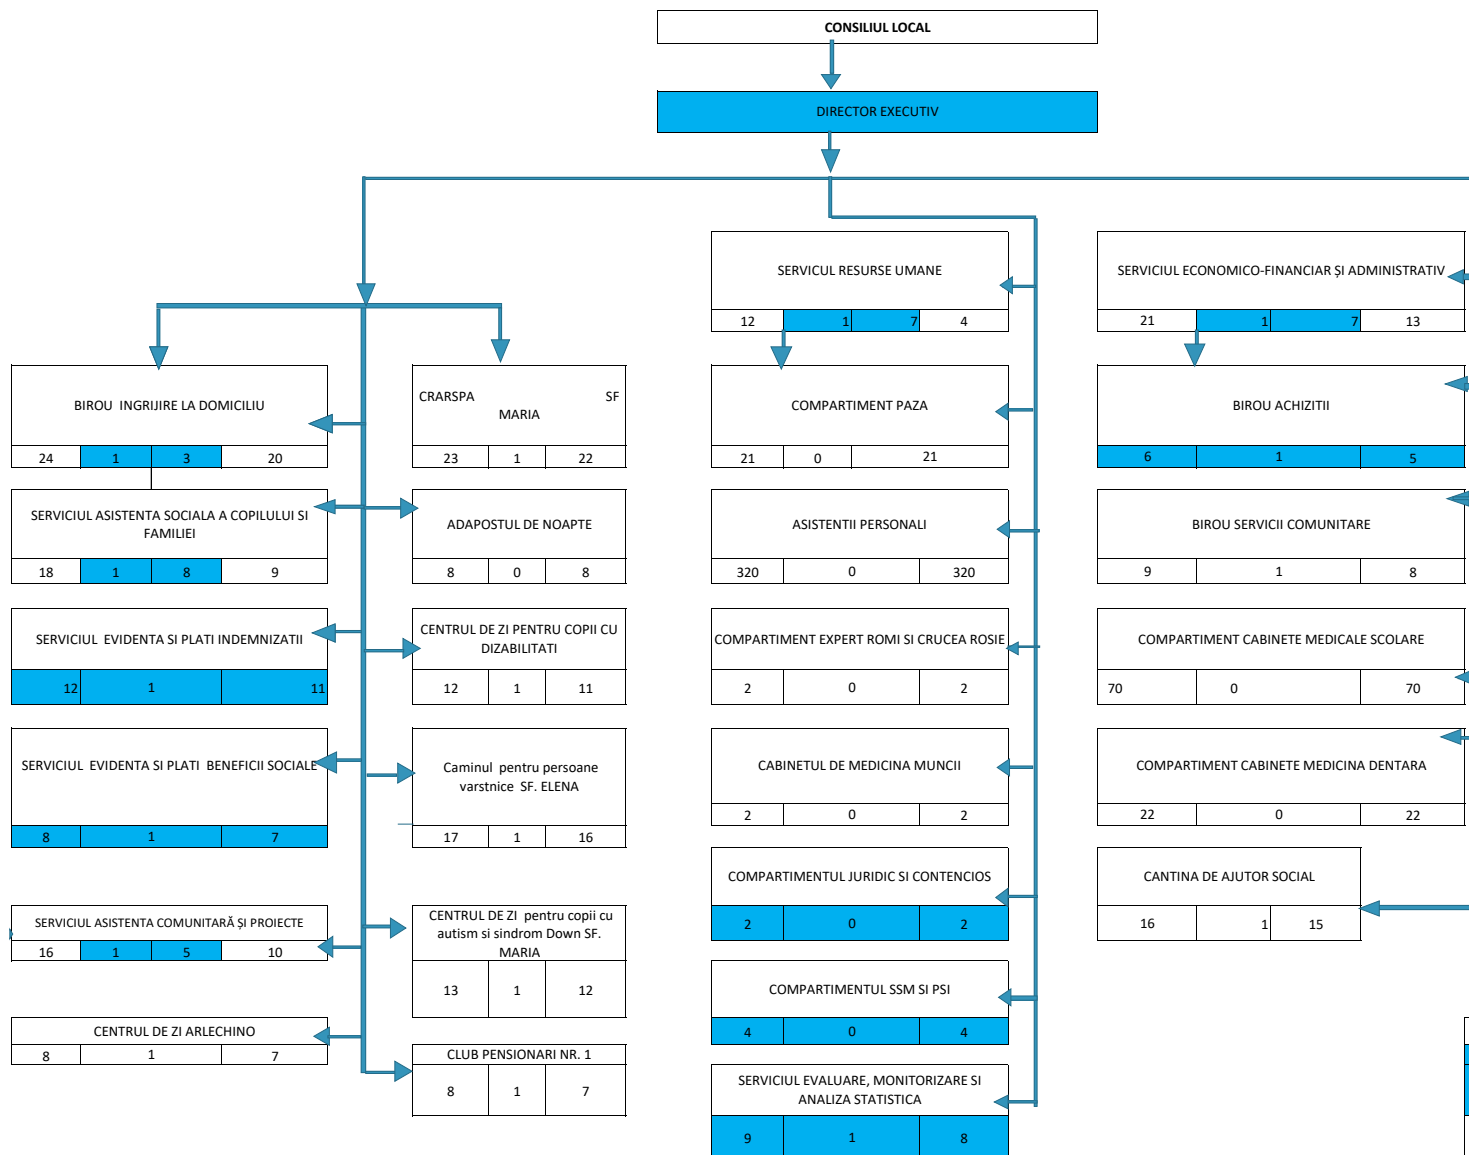 CONSILIUL LOCAL
DIRECTOR EXECUTIV
BIROU INGRIJIRE LA DOMICILIU
24 1 3 20
SERVICIUL ASISTENTA SOCIALA A COPILULUI SI
FAMILIEI
18 1 8 9
SERVICIUL EVIDENTA SI PLATI INDEMNIZATII
12 1 11
SERVICIUL EVIDENTA SI PLATI BENEFICII SOCIALE
8 1 7
SERVICIUL ASISTENTA COMUNITARĂ ȘI PROIECTE
16 1 5 10
CENTRUL DE ZI ARLECHINO
8 1 7
CRARSPA SF
MARIA
23 1 22
ADAPOSTUL DE NOAPTE
8 0 8
CENTRUL DE ZI PENTRU COPII CU
DIZABILITATI
12 1 11
Caminul pentru persoane
varstnice SF. ELENA
17 1 16
CENTRUL DE ZI pentru copii cu
autism si sindrom Down SF.
MARIA
13 1 12
CLUB PENSIONARI NR. 1
8 1 7
SERVICUL RESURSE UMANE
12 1 7 4
COMPARTIMENT PAZA
21 0 21
ASISTENTII PERSONALI
320 0 320
COMPARTIMENT EXPERT ROMI SI CRUCEA ROSIE
2 0 2
CABINETUL DE MEDICINA MUNCII
2 0 2
COMPARTIMENTUL JURIDIC SI CONTENCIOS
2 0 2
COMPARTIMENTUL SSM SI PSI
4 0 4
SERVICIUL EVALUARE, MONITORIZARE SI
ANALIZA STATISTICA
9 1 8
SERVICIUL ECONOMICO-FINANCIAR ȘI ADMINISTRATIV
21 1 7 13
BIROU ACHIZITII
6 1 5
BIROU SERVICII COMUNITARE
9 1 8
COMPARTIMENT CABINETE MEDICALE SCOLARE
70 0 70
COMPARTIMENT CABINETE MEDICINA DENTARA
22 0 22
CANTINA DE AJUTOR SOCIAL
16 1 15